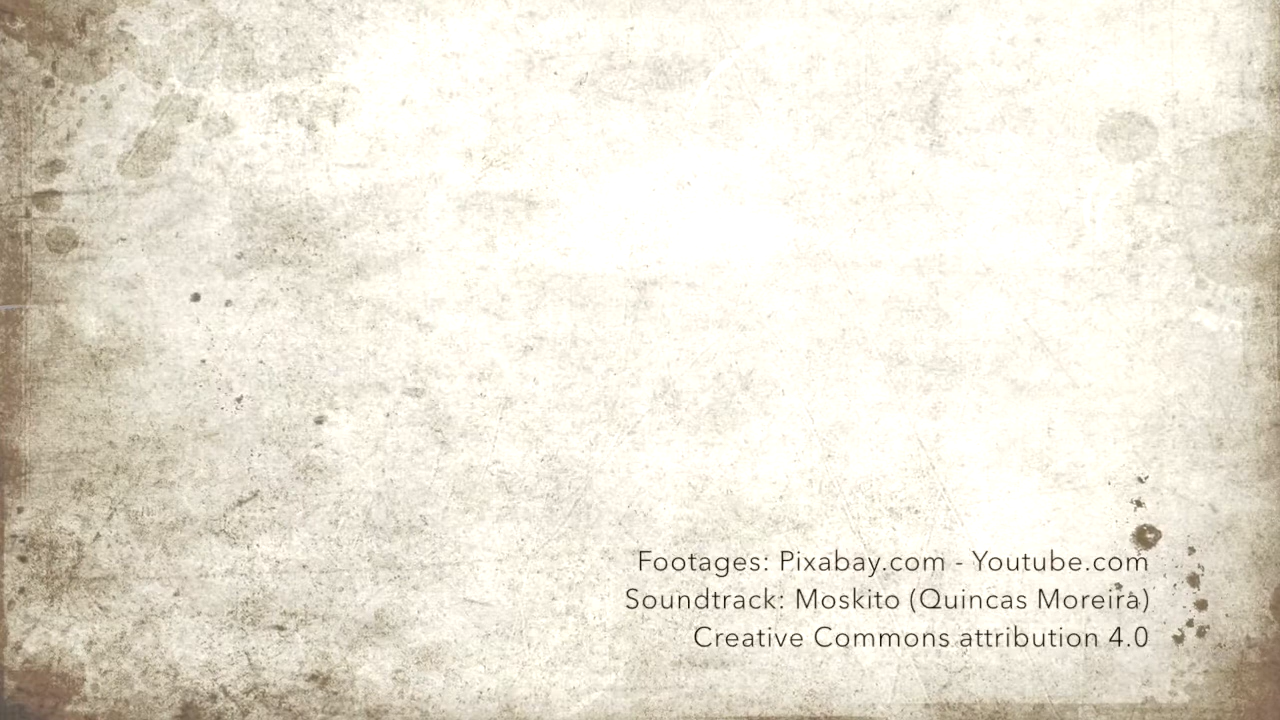 Footages: Pixabay.com - Youtube.com
Soundtrack: Moskito (Quincas Moreira)
Creative Commons attribution 4.0